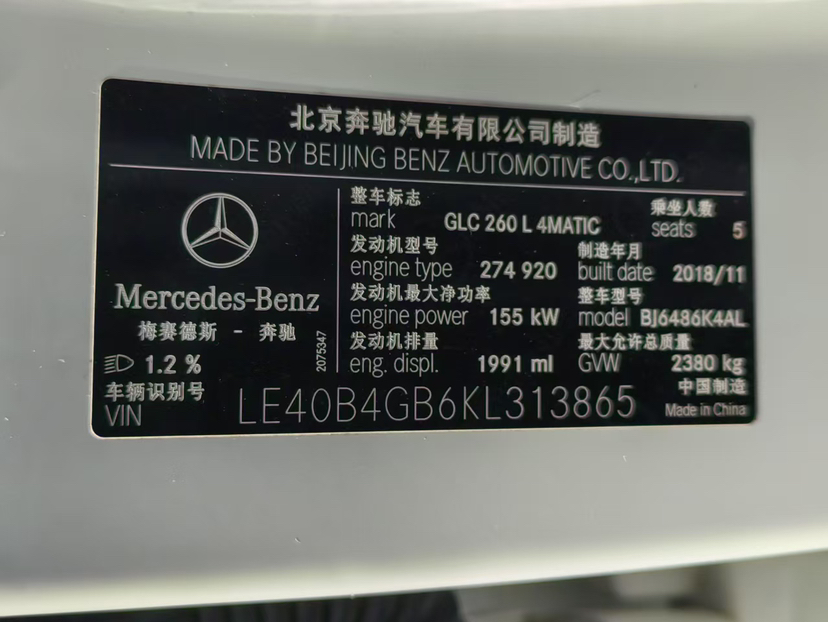 北京奔驰汽车有限公司制造
MADE BY BEIJING BENZ AUTOMOTIVE CO.,LTD.
Mercedes-Benz
梅赛德斯 - 奔驰
1.2 %
2075347
整车标志
mark GLC 260 L 4MATIC
乘坐人数
seats 5
发动机型号
engine type 274 920
制造年月
built date 2018/11
发动机最大净功率
engine power 155 kW
整车型号
model BJ6486K4AL
发动机排量
eng. displ. 1991 ml
最大允许总质量
GVW 2380 kg
车辆识别号
VIN LE40B4GB6KL313865
中国制造
Made in China